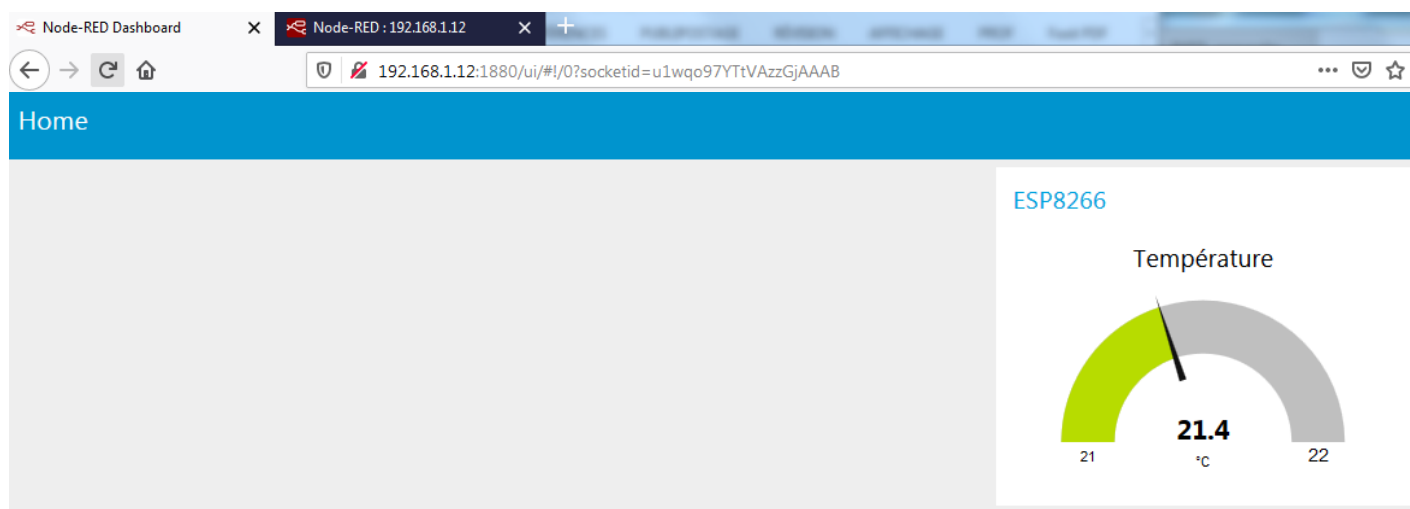 Node-RED Dashboard
Node-RED : 192.168.1.12
192.168.1.12:1880/ui/#!/0?socketid=u1wqo97YTtVAzzGjAAAB
Home
ESP8266
Température
21.4
21
°C
22